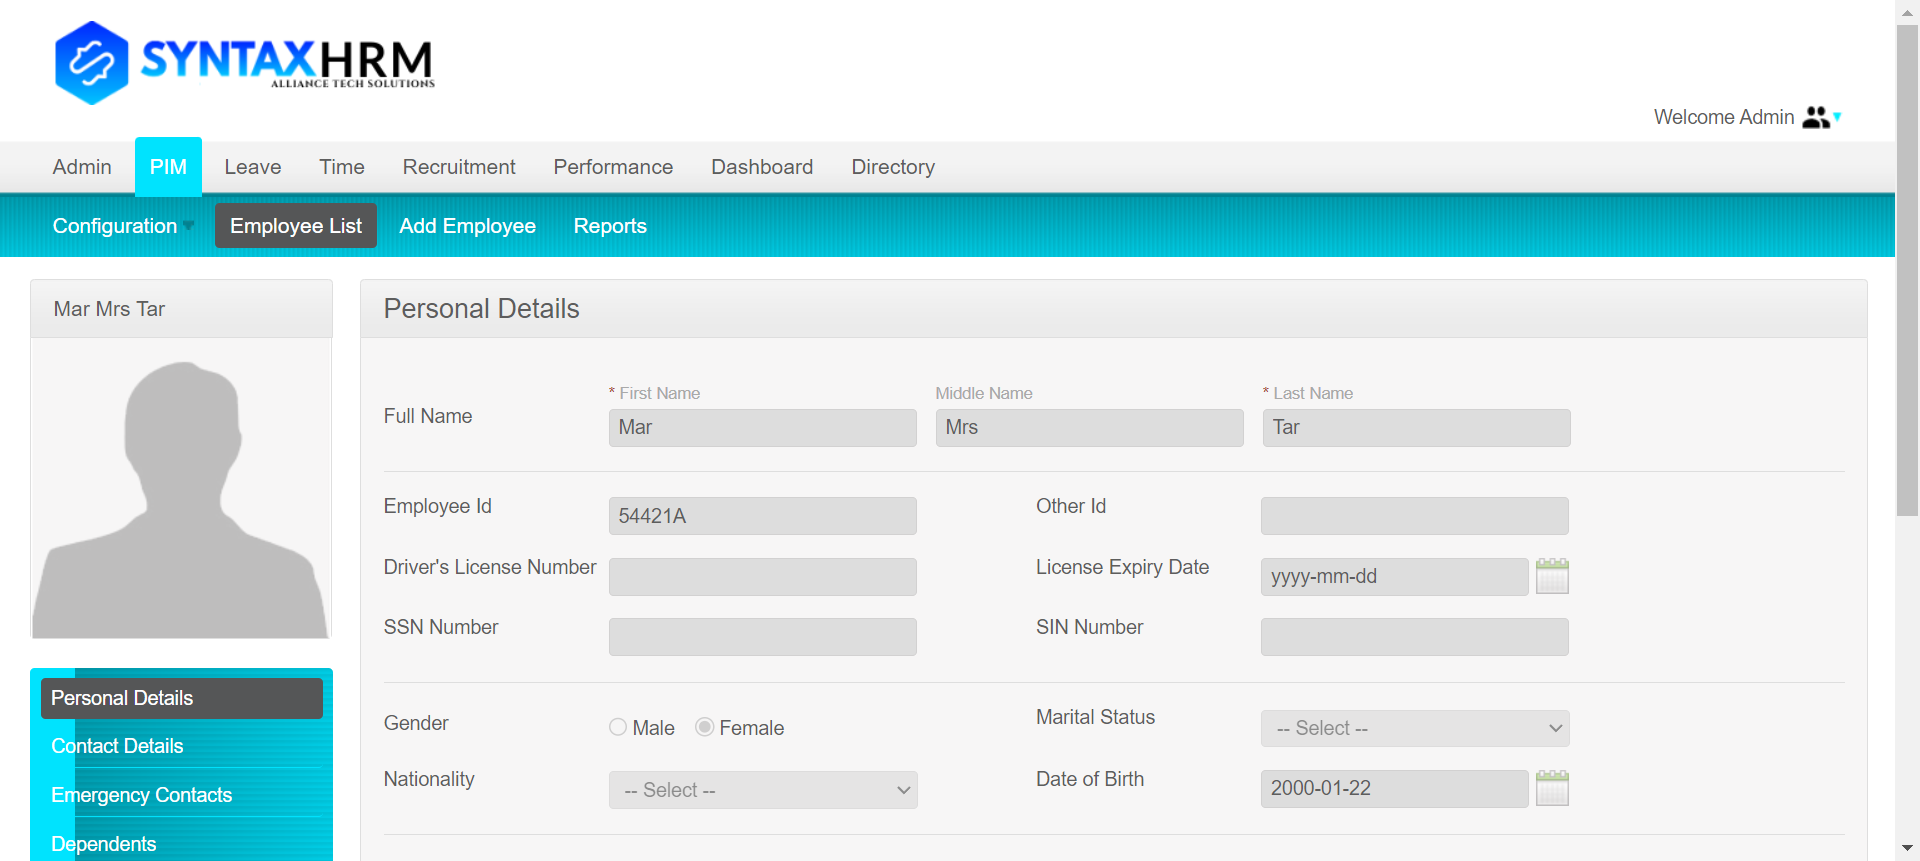 SYNTAXHRM
ALLIANCE TECH SOLUTIONS
Welcome Admin
Admin PIM Leave Time Recruitment Performance Dashboard Directory
Configuration Employee List Add Employee Reports
Mar Mrs Tar
Personal Details
* First Name Middle Name * Last Name
Full Name Mar Mrs Tar
Employee Id 54421A Other Id
Driver's License Number License Expiry Date yyyy-mm-dd
SSN Number SIN Number
Personal Details
Contact Details
Emergency Contacts
Dependents
Gender Male Female Marital Status -- Select --
Nationality -- Select -- Date of Birth 2000-01-22